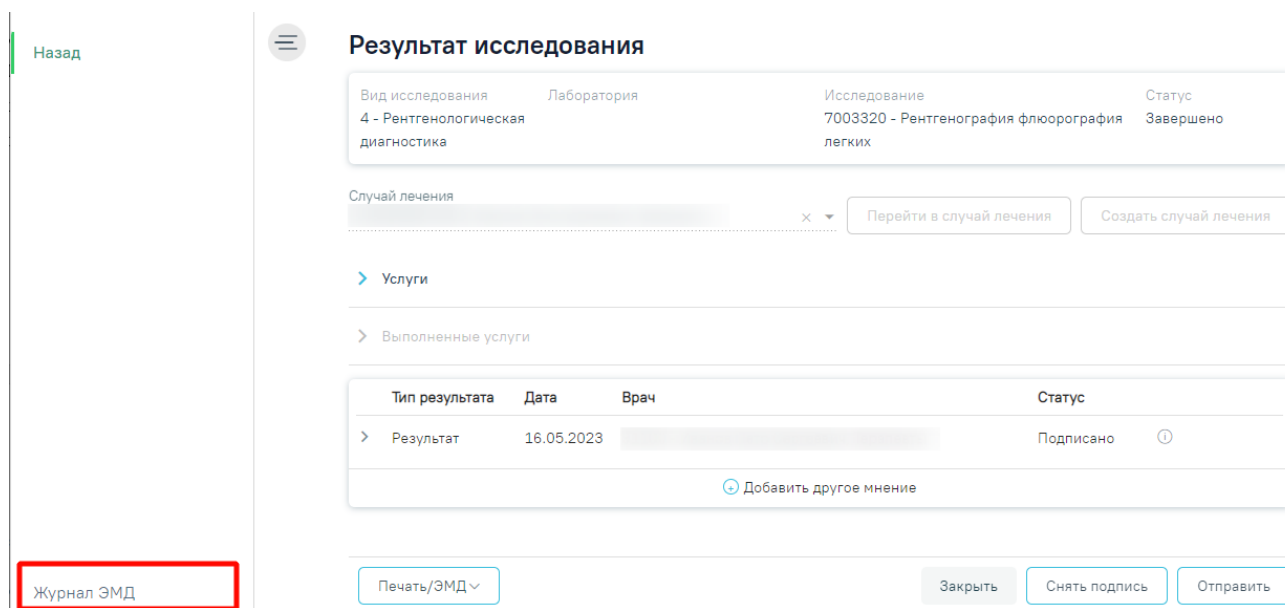 Назад
Результат исследования
Вид исследования Лаборатория Исследование Статус
4 - Рентгенологическая 7003320 - Рентгенография флюорография Завершено
диагностика легких
Случай лечения
Перейти в случай лечения Создать случай лечения
Услуги
Выполненные услуги
Тип результата Дата Врач Статус
Результат 16.05.2023 Подписано
Добавить другое мнение
Журнал ЭМД Печать/ЭМД Закрыть Снять подпись Отправить